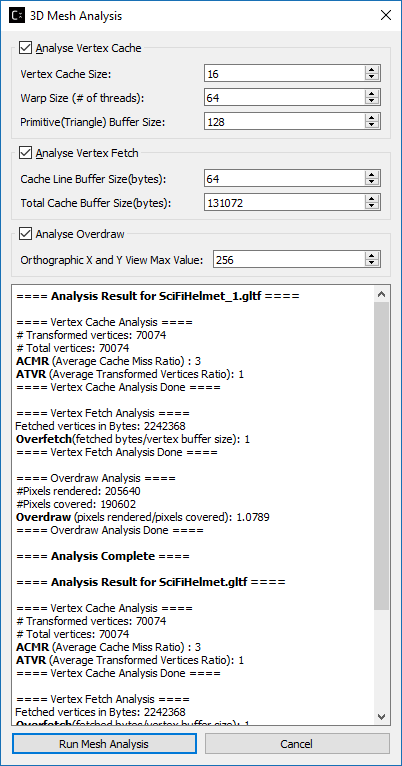 3D Mesh Analysis
Analyse Vertex Cache
Vertex Cache Size: 16
Warp Size (# of threads): 64
Primitive(Triangle) Buffer Size: 128
Analyse Vertex Fetch
Cache Line Buffer Size(bytes): 64
Total Cache Buffer Size(bytes): 131072
Analyse Overdraw
Orthographic X and Y View Max Value: 256
==== Analysis Result for SciFiHelmet_1.gltf ====
==== Vertex Cache Analysis ====
# Transformed vertices: 70074
# Total vertices: 70074
ACMR (Average Cache Miss Ratio) : 3
ATVR (Average Transformed Vertices Ratio): 1
==== Vertex Cache Analysis Done ====
==== Vertex Fetch Analysis ====
Fetched vertices in Bytes: 2242368
Overfetch(fetched bytes/vertex buffer size): 1
==== Vertex Fetch Analysis Done ====
==== Overdraw Analysis ====
#Pixels rendered: 205640
#Pixels covered: 190602
Overdraw (pixels rendered/pixels covered): 1.0789
==== Overdraw Analysis Done ====
==== Analysis Complete ====
==== Analysis Result for SciFiHelmet.gltf ====
==== Vertex Cache Analysis ====
# Transformed vertices: 70074
# Total vertices: 70074
ACMR (Average Cache Miss Ratio) : 3
ATVR (Average Transformed Vertices Ratio): 1
==== Vertex Cache Analysis Done ====
==== Vertex Fetch Analysis ====
Fetched vertices in Bytes: 2242368
Overfetch(fetched bytes/vertex buffer size): 1
Run Mesh Analysis
Cancel